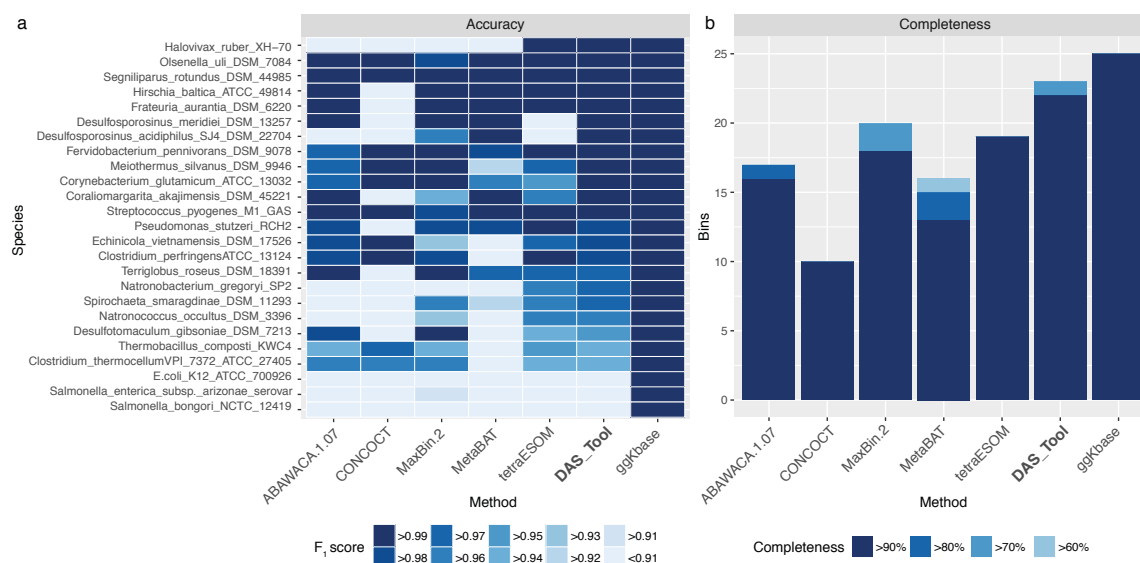 a
Accuracy
Species
Halovivax_ruber_XH−70
Olsenella_uli_DSM_7084
Segniliparus_rotundus_DSM_44985
Hirschia_baltica_ATCC_49814
Frateuria_aurantia_DSM_6220
Desulfosporosinus_meridiei_DSM_13257
Desulfosporosinus_acidiphilus_SJ4_DSM_22704
Fervidobacterium_pennivorans_DSM_9078
Meiothermus_silvanus_DSM_9946
Corynebacterium_glutamicum_ATCC_13032
Coraliomargarita_akajimensis_DSM_45221
Streptococcus_pyogenes_M1_GAS
Pseudomonas_stutzeri_RCH2
Echinicola_vietnamensis_DSM_17526
Clostridium_perfringensATCC_13124
Terriglobus_roseus_DSM_18391
Natronobacterium_gregoryi_SP2
Spirochaeta_smaragdinae_DSM_11293
Natronococcus_occultus_DSM_3396
Desulfotomaculum_gibsoniae_DSM_7213
Thermobacillus_composti_KWC4
Clostridium_thermocellumVPI_7372_ATCC_27405
E.coli_K12_ATCC_700926
Salmonella_enterica_subsp._arizonae_serovar
Salmonella_bongori_NCTC_12419
ABAWACA.1.07
CONCOCT
MaxBin.2
MetaBAT
tetraESOM
DAS_Tool
ggKbase
Method
F1 score
>0.99 >0.97 >0.95 >0.93 >0.91
>0.98 >0.96 >0.94 >0.92 <0.91
b
Completeness
Bins
25
20
15
10
5
0
ABAWACA.1.07
CONCOCT
MaxBin.2
MetaBAT
tetraESOM
DAS_Tool
ggKbase
Method
Completeness >90% >80% >70% >60%